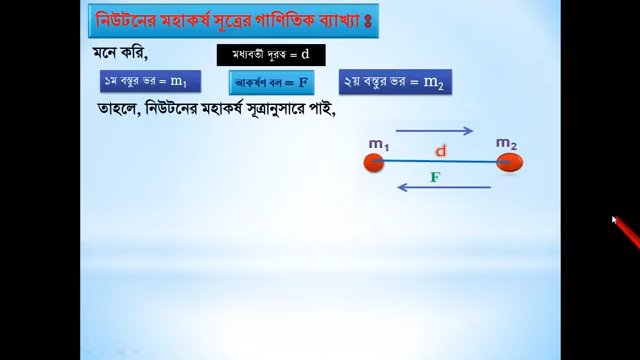 নিউটনের মহাকর্ষ সূত্রের গাণিতিক ব্যাখ্যা :
মনে করি,
মধ্যবর্তী দূরত্ব = d
১ম বস্তুর ভর = m₁
আকর্ষণ বল = F
২য় বস্তুর ভর = m₂
তাহলে, নিউটনের মহাকর্ষ সূত্রানুসারে পাই,
m₁
d
m₂
F